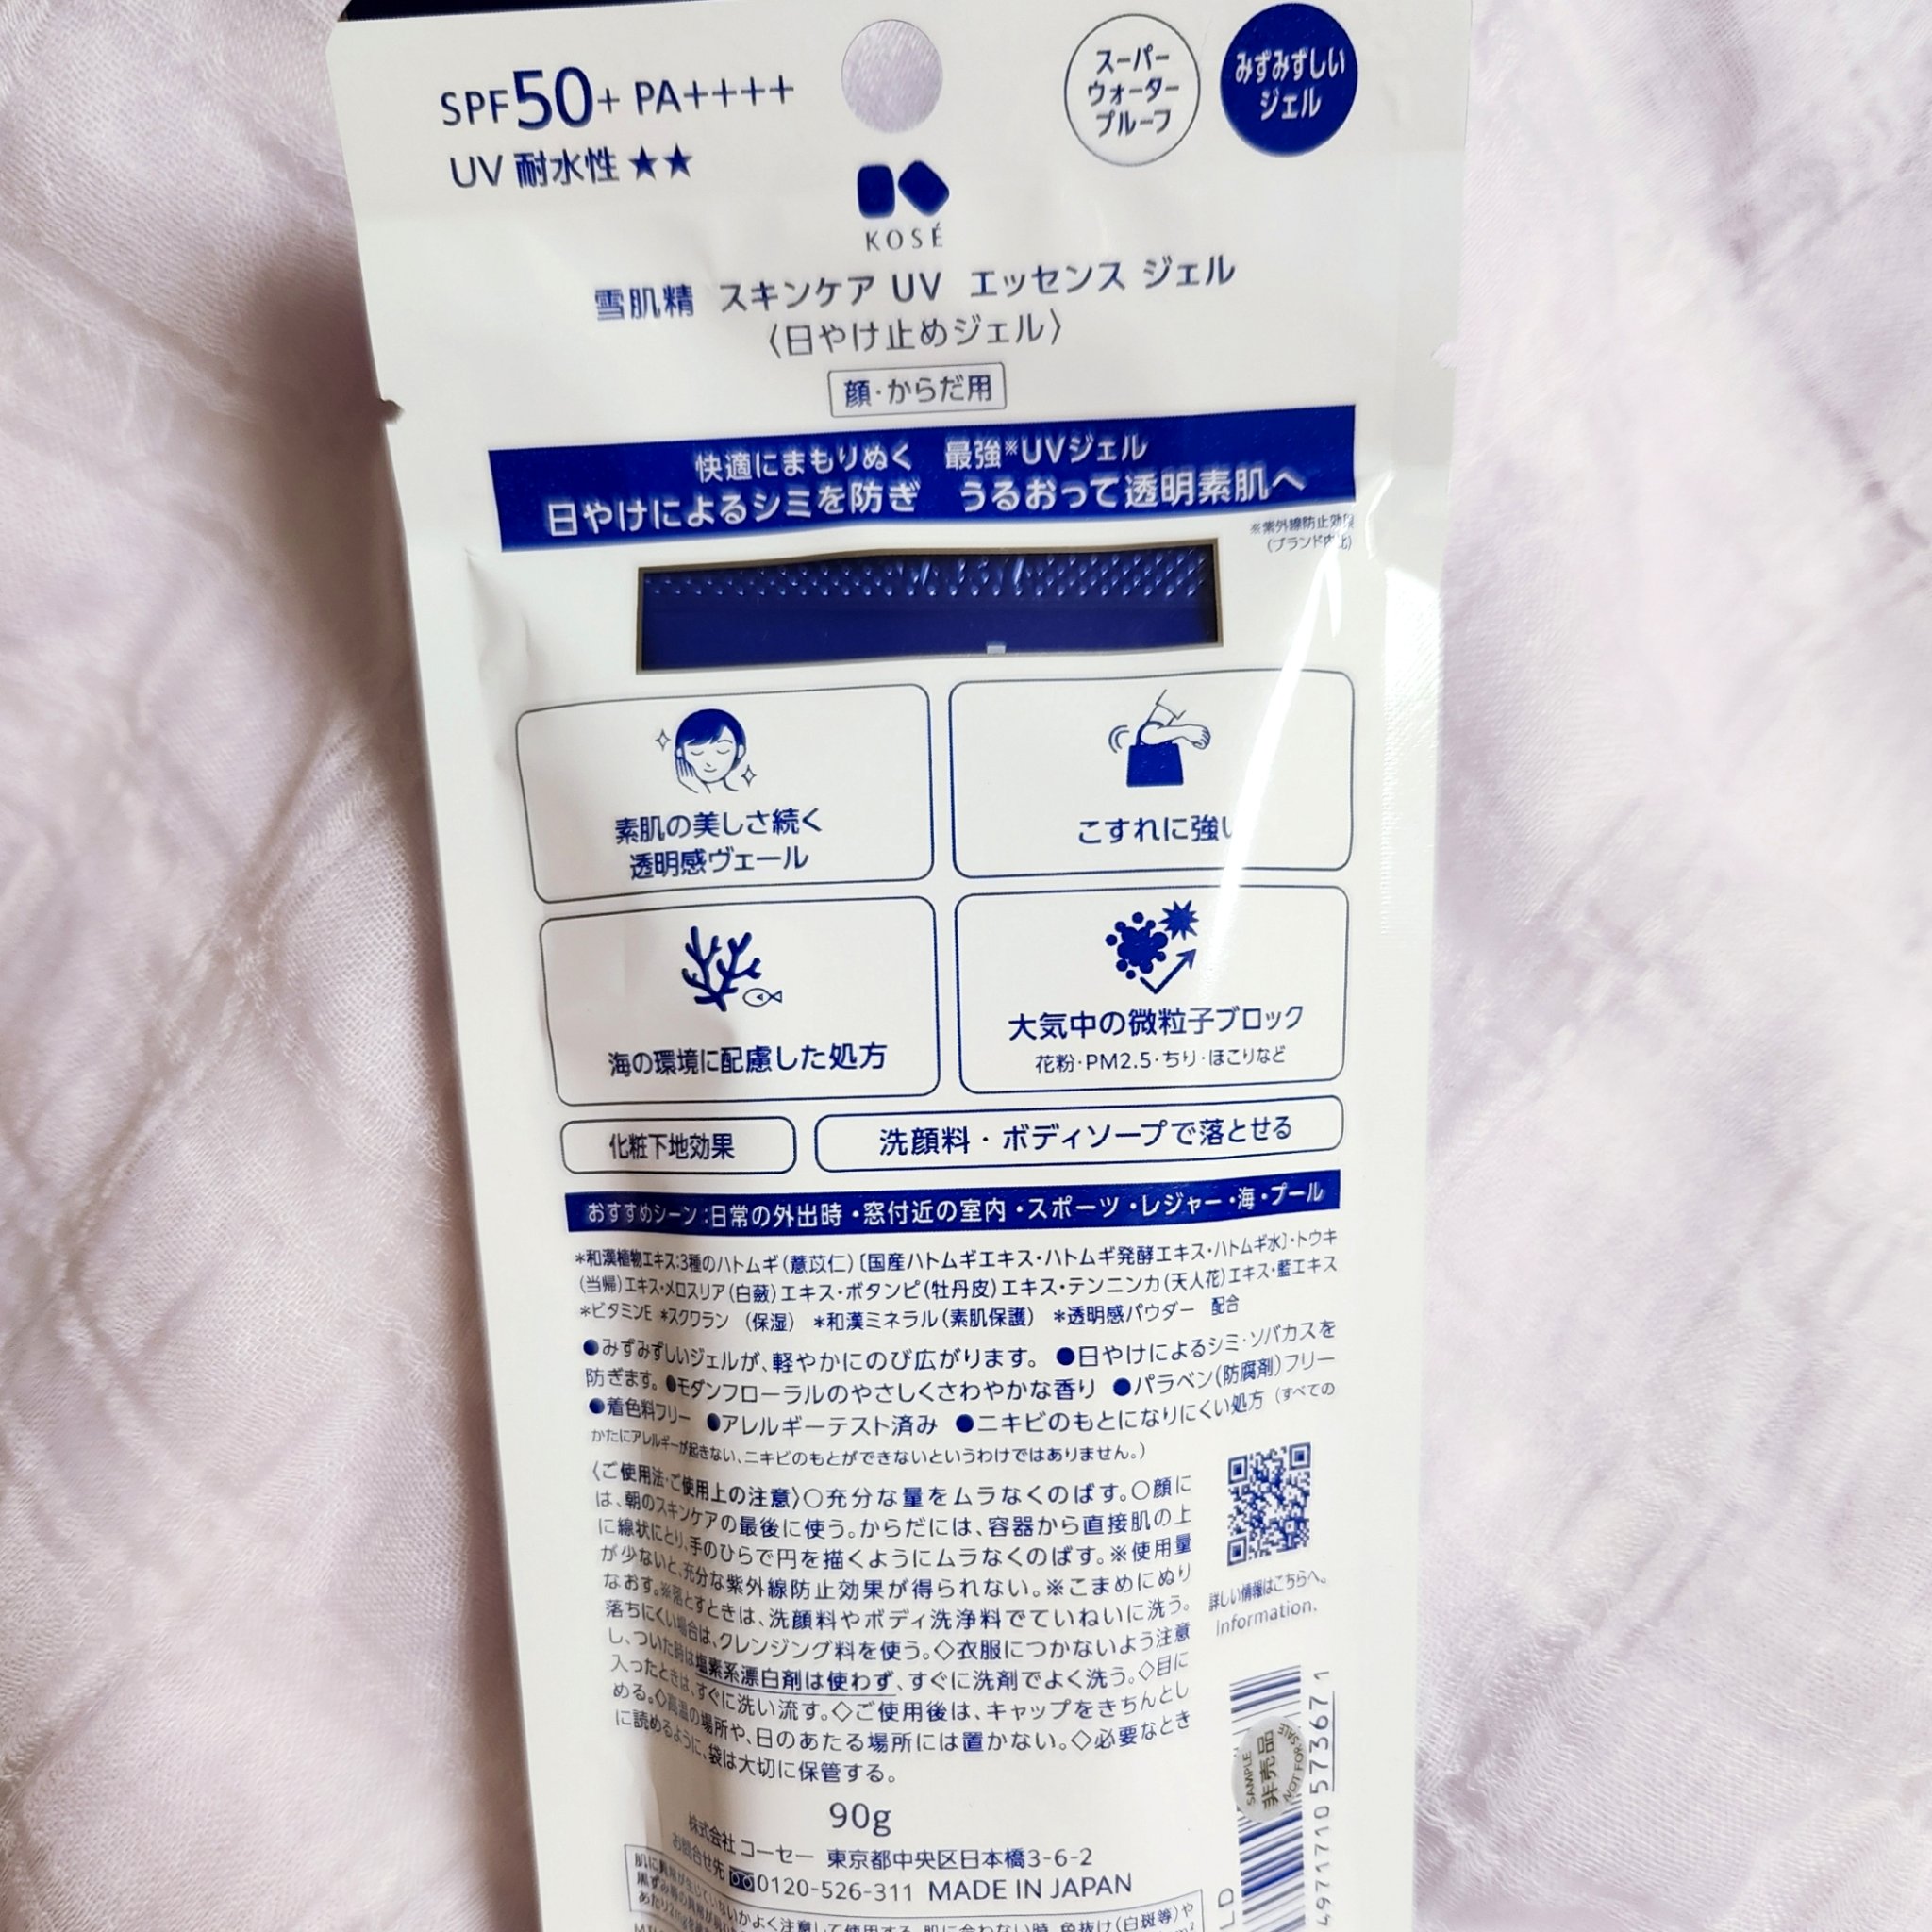 SPF50+ PA++++
UV 耐水性 ★★
スーパー
ウォーター
プルーフ
みずみずしい
ジェル
KOSÉ
雪肌精 スキンケア UV エッセンス ジェル
〈日やけ止めジェル〉
顔・からだ用
快適にまもりぬく 最強※UVジェル
日やけによるシミを防ぎ うるおって透明素肌へ
※紫外線防止効果
(ブランド内比)
素肌の美しさ続く
透明感ヴェール
こすれに強い
海の環境に配慮した処方
大気中の微粒子ブロック
花粉・PM2.5・ちり・ほこりなど
化粧下地効果
洗顔料・ボディソープで落とせる
おすすめシーン:日常の外出時・窓付近の室内・スポーツ・レジャー・海・プール
*和漢植物エキス:3種のハトムギ(薏苡仁)〔国産ハトムギエキス・ハトムギ発酵エキス・ハトムギ水〕・トウキ
(当帰)エキス・メロスリア(白蘞)エキス・ボタンピ(牡丹皮)エキス・テンニンカ(天人花)エキス・藍エキス
*ビタミンE *スクワラン (保湿) *和漢ミネラル(素肌保護) *透明感パウダー 配合
●みずみずしいジェルが、軽やかにのび広がります。 ●日やけによるシミ・ソバカスを
防ぎます。●モダンフローラルのやさしくさわやかな香り ●パラベン(防腐剤)フリー
●着色料フリー ●アレルギーテスト済み ●ニキビのもとになりにくい処方 (すべての
かたにアレルギーが起きない、ニキビのもとができないというわけではありません。)
〈ご使用法・ご使用上の注意〉○充分な量をムラなくのばす。○顔に
は、朝のスキンケアの最後に使う。からだには、容器から直接肌の上
に線状にとり、手のひらで円を描くようにムラなくのばす。※使用量
が少ないと、充分な紫外線防止効果が得られない。※こまめにぬり
なおす。※落とすときは、洗顔料やボディ洗浄料でていねいに洗う。
落ちにくい場合は、クレンジング料を使う。◇衣服につかないよう注意
し、ついた時は塩素系漂白剤は使わず、すぐに洗剤でよく洗う。◇目に
入ったときは、すぐに洗い流す。◇ご使用後は、キャップをきちんとし
める。◇高温の場所や、日のあたる場所には置かない。◇必要なとき
に読めるように、袋は大切に保管する。
詳しい情報はこちらへ。
Information.
90g
株式会社 コーセー 東京都中央区日本橋3-6-2
お問合せ先 0120-526-311 MADE IN JAPAN
SAMPLE
非売品
NOT FOR SALE
4971710 573671